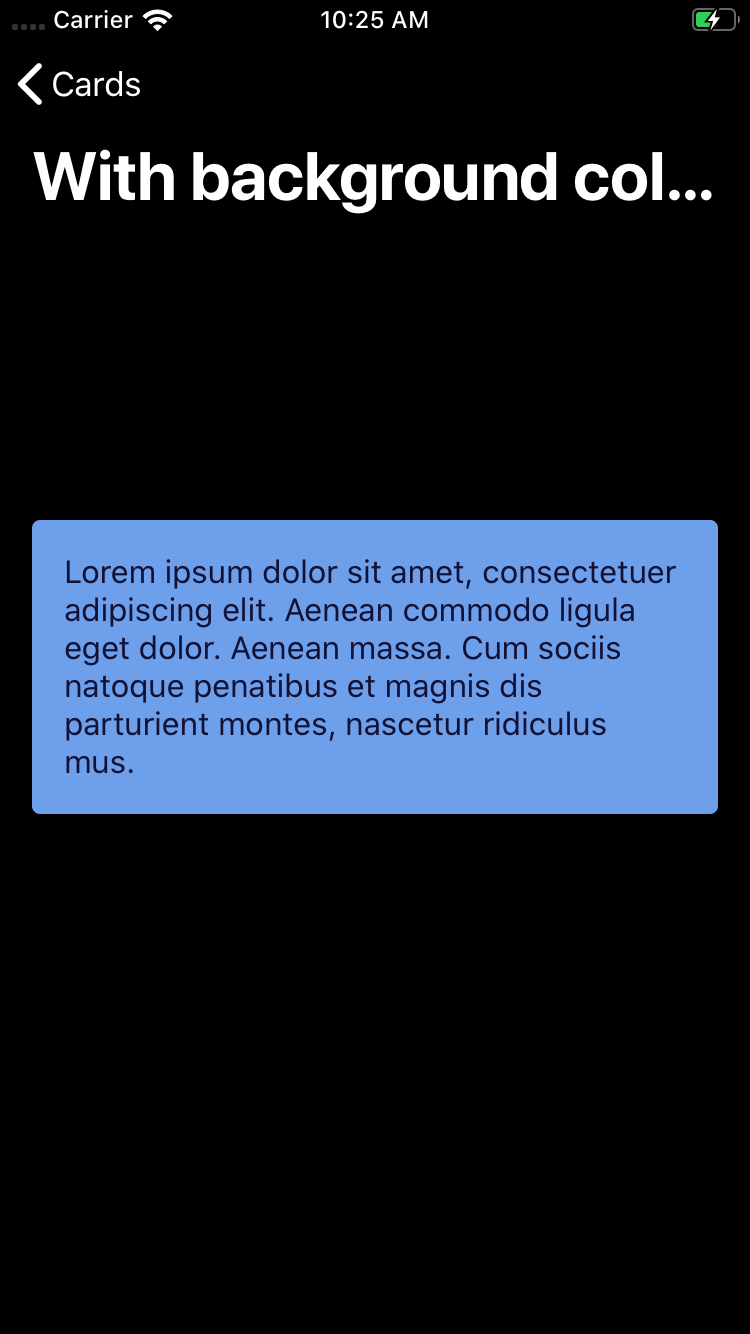 Carrier 10:25 AM
Cards
With background col...
Lorem ipsum dolor sit amet, consectetuer
adipiscing elit. Aenean commodo ligula
eget dolor. Aenean massa. Cum sociis
natoque penatibus et magnis dis
parturient montes, nascetur ridiculus
mus.